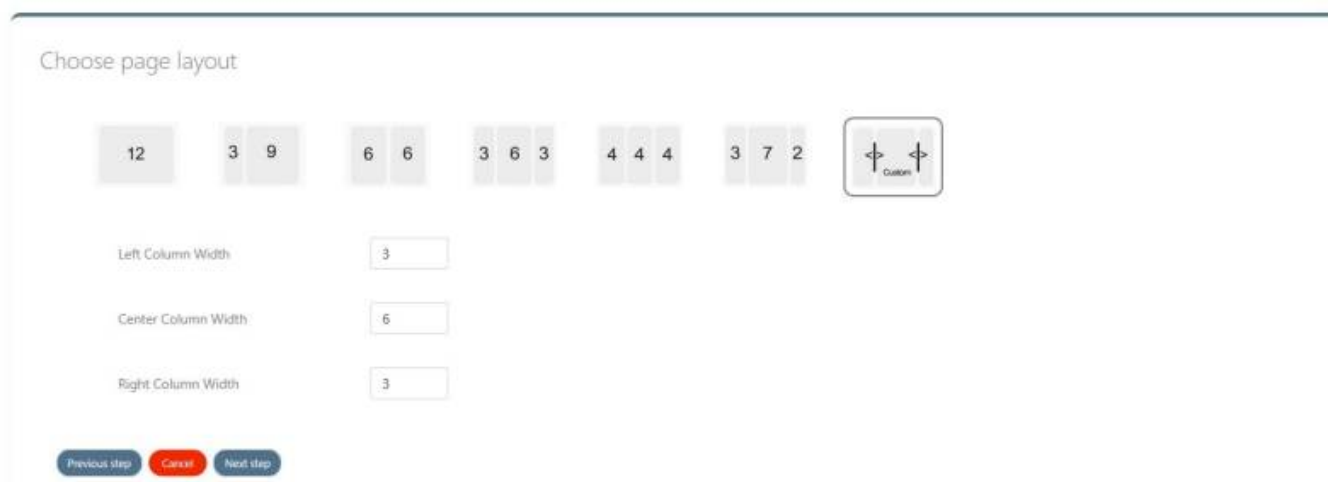 Choose page layout
12 3 9 6 6 3 6 3 4 4 4 3 7 2 <|> <|>
Custom
Left Column Width 3
Center Column Width 6
Right Column Width 3
Previous step Cancel Next step